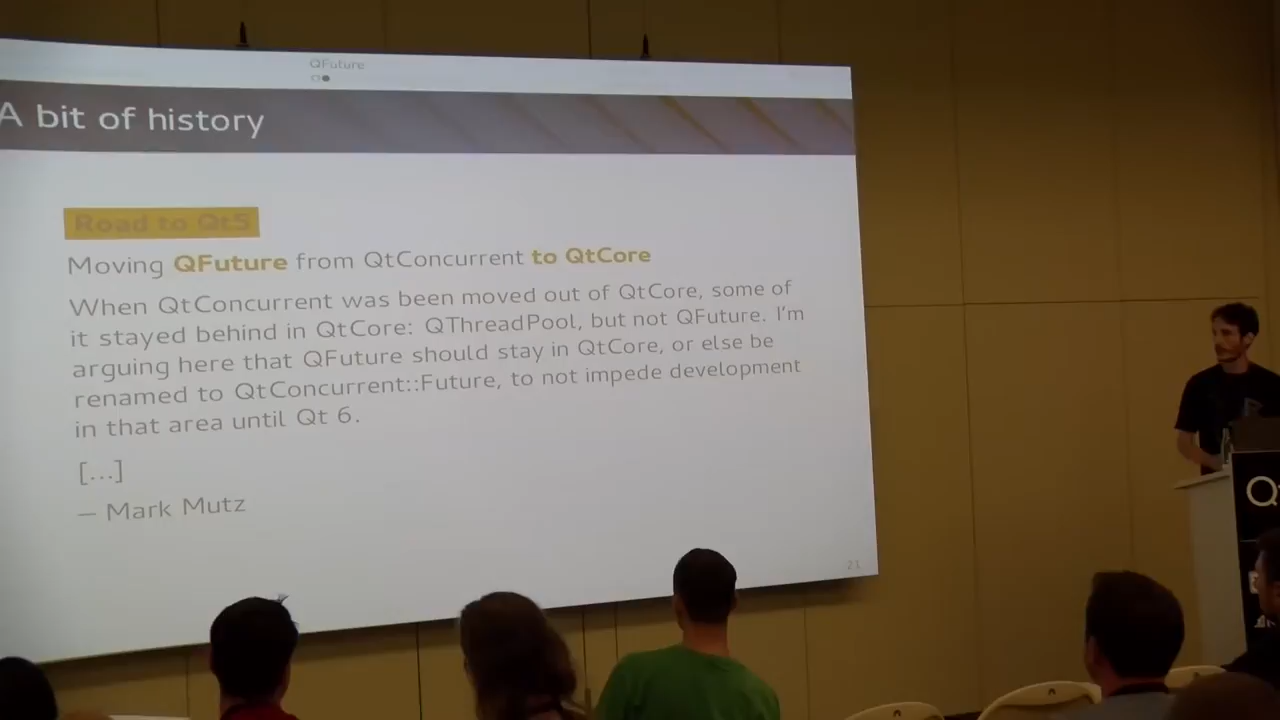 QFuture
A bit of history
Road to Qt5
Moving QFuture from QtConcurrent to QtCore
When QtConcurrent was been moved out of QtCore, some of
it stayed behind in QtCore: QThreadPool, but not QFuture. I'm
arguing here that QFuture should stay in QtCore, or else be
renamed to QtConcurrent::Future, to not impede development
in that area until Qt 6.
[...]
— Mark Mutz
21